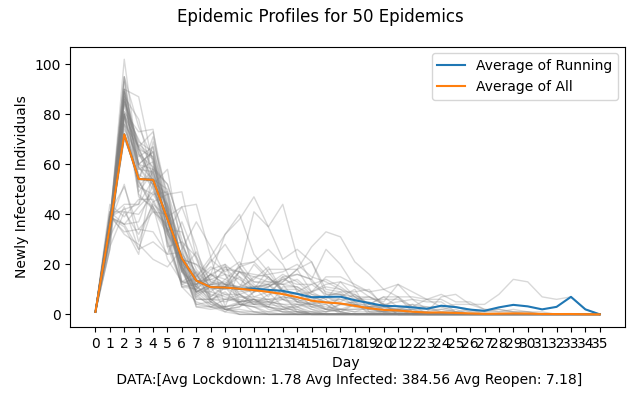 Epidemic Profiles for 50 Epidemics
Average of Running
Average of All
100
80
60
40
20
0
Newly Infected Individuals
0 1 2 3 4 5 6 7 8 9 10 11 12 13 14 15 16 17 18 19 20 21 22 23 24 25 26 27 28 29 30 31 32 33 34 35
Day
DATA:[Avg Lockdown: 1.78 Avg Infected: 384.56 Avg Reopen: 7.18]